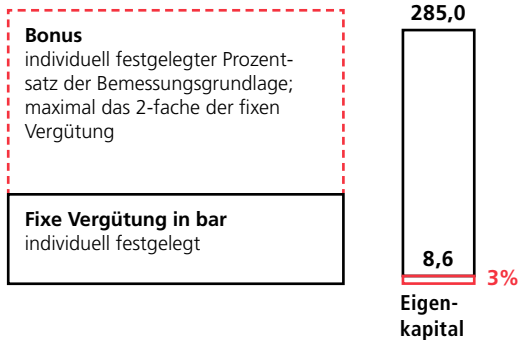 Bonus
individuell festgelegter Prozent-
satz der Bemessungsgrundlage;
maximal das 2-fache der fixen
Vergütung
Fixe Vergütung in bar
individuell festgelegt
285,0
8,6
3%
Eigen-
kapital